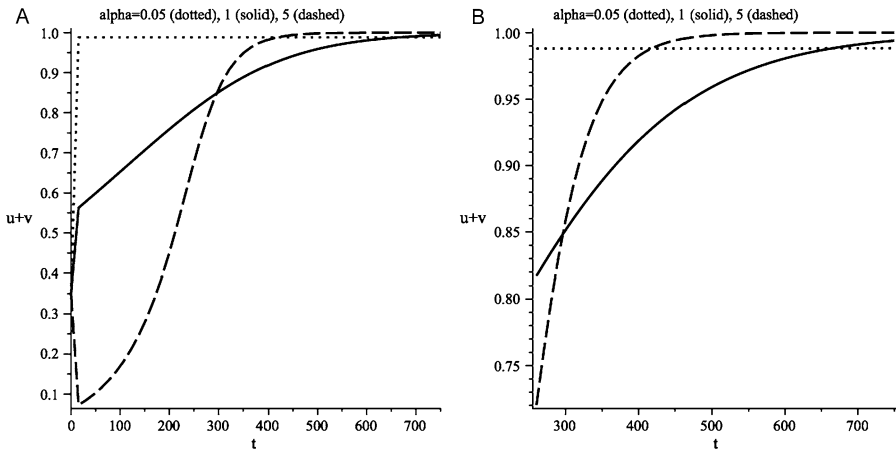 A
alpha=0.05 (dotted), 1 (solid), 5 (dashed)
1.0
0.9
0.8
0.7
0.6
u+v
0.5
0.4
0.3
0.2
0.1
0 100 200 300 400 500 600 700
t
B
alpha=0.05 (dotted), 1 (solid), 5 (dashed)
1.00
0.95
0.90
0.85
u+v
0.80
0.75
300 400 500 600 700
t